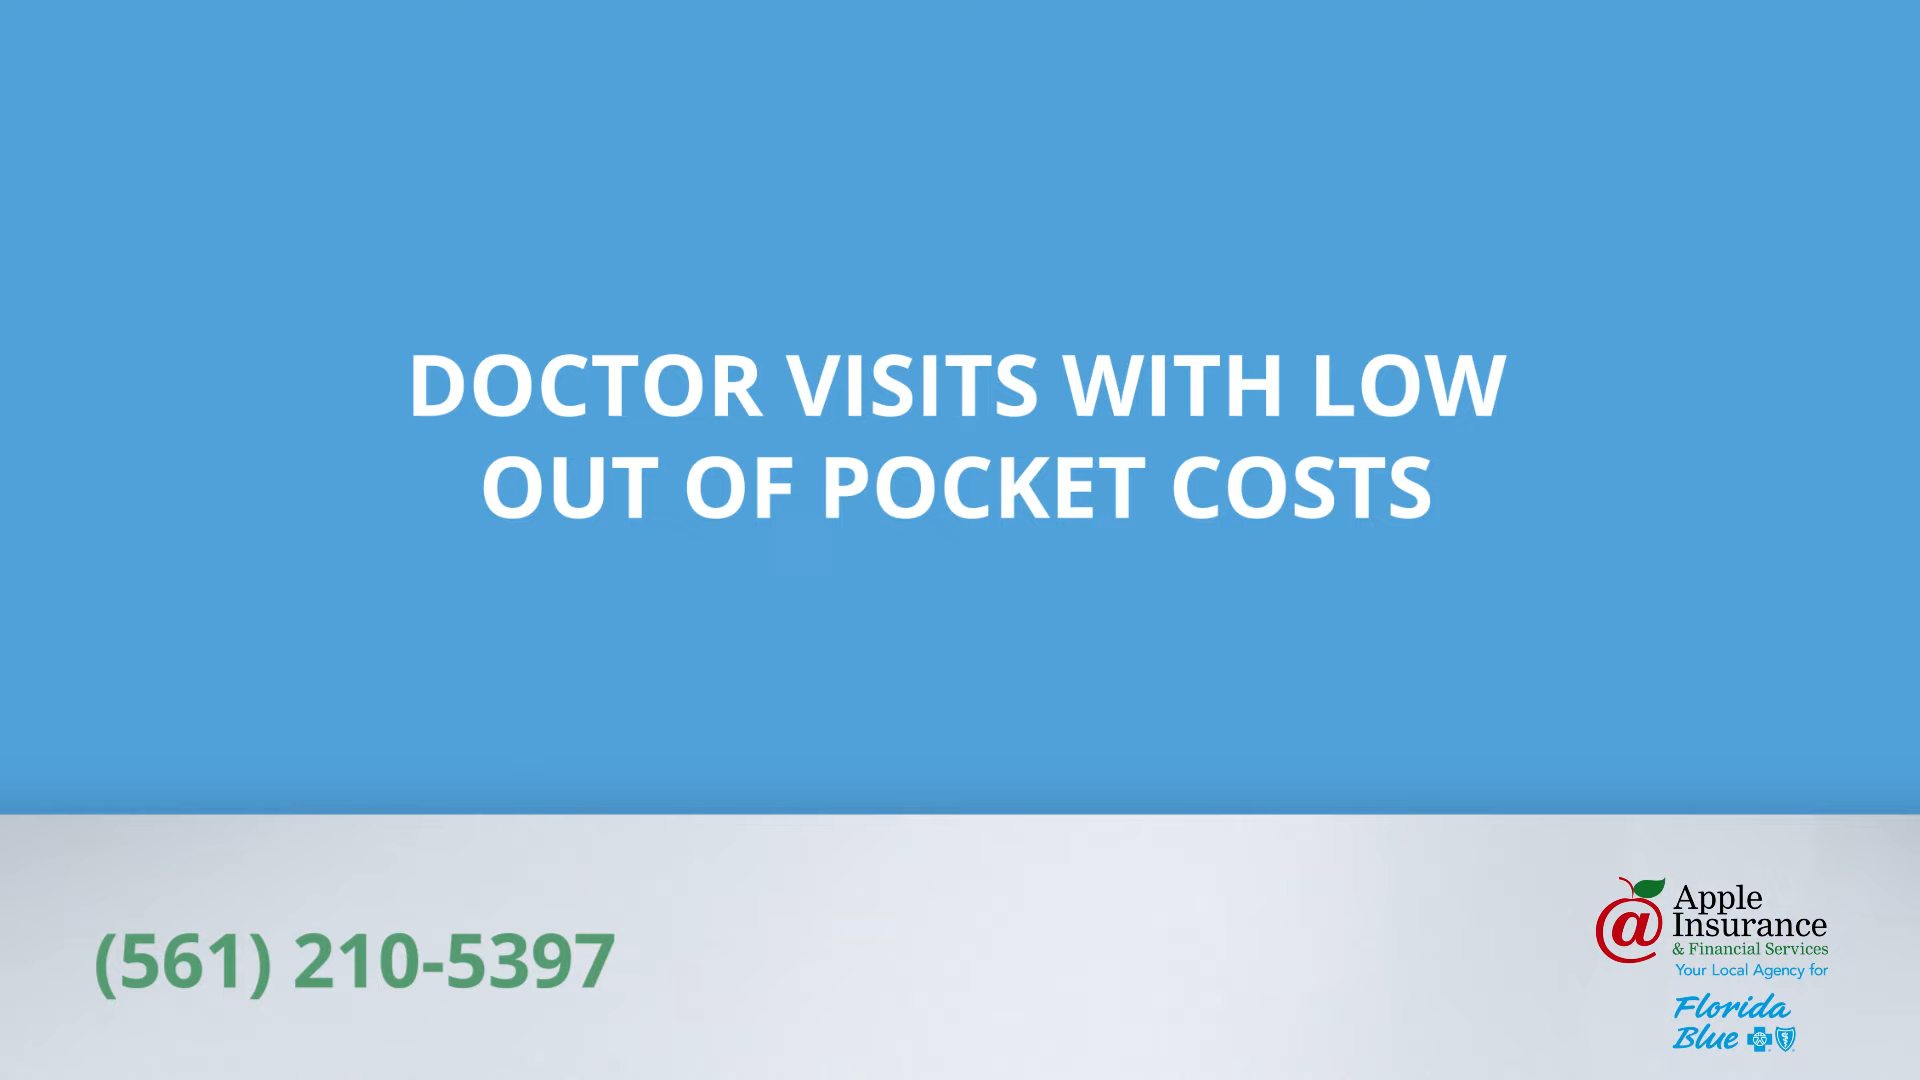 DOCTOR VISITS WITH LOW
OUT OF POCKET COSTS
(561) 210-5397
@
Apple
Insurance
& Financial Services
Your Local Agency for
Florida
Blue